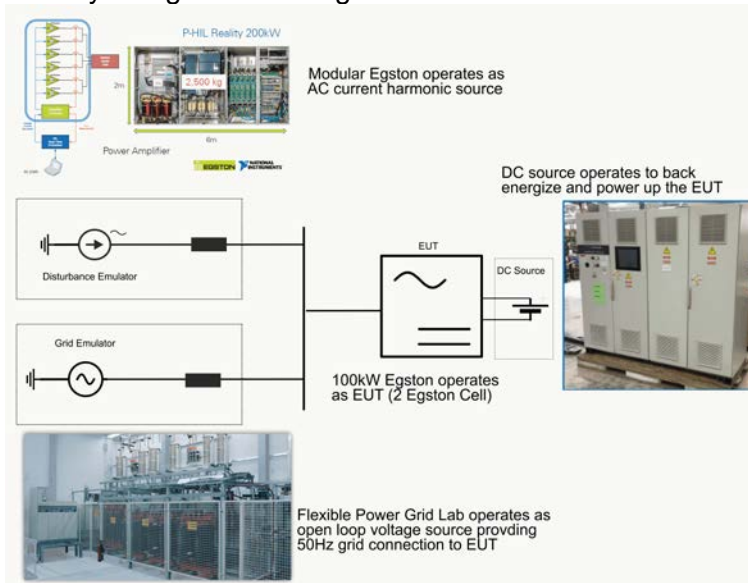 P-HIL Reality 200kW
2m
2,500 kg
6m
Power Amplifier
EGSTON
NATIONAL
INSTRUMENTS
Modular Egston operates as
AC current harmonic source
DC source operates to back
energize and power up the EUT
Disturbance Emulator
EUT
DC Source
Grid Emulator
100kW Egston operates
as EUT (2 Egston Cell)
Flexible Power Grid Lab operates as
open loop voltage source provding
50Hz grid connection to EUT